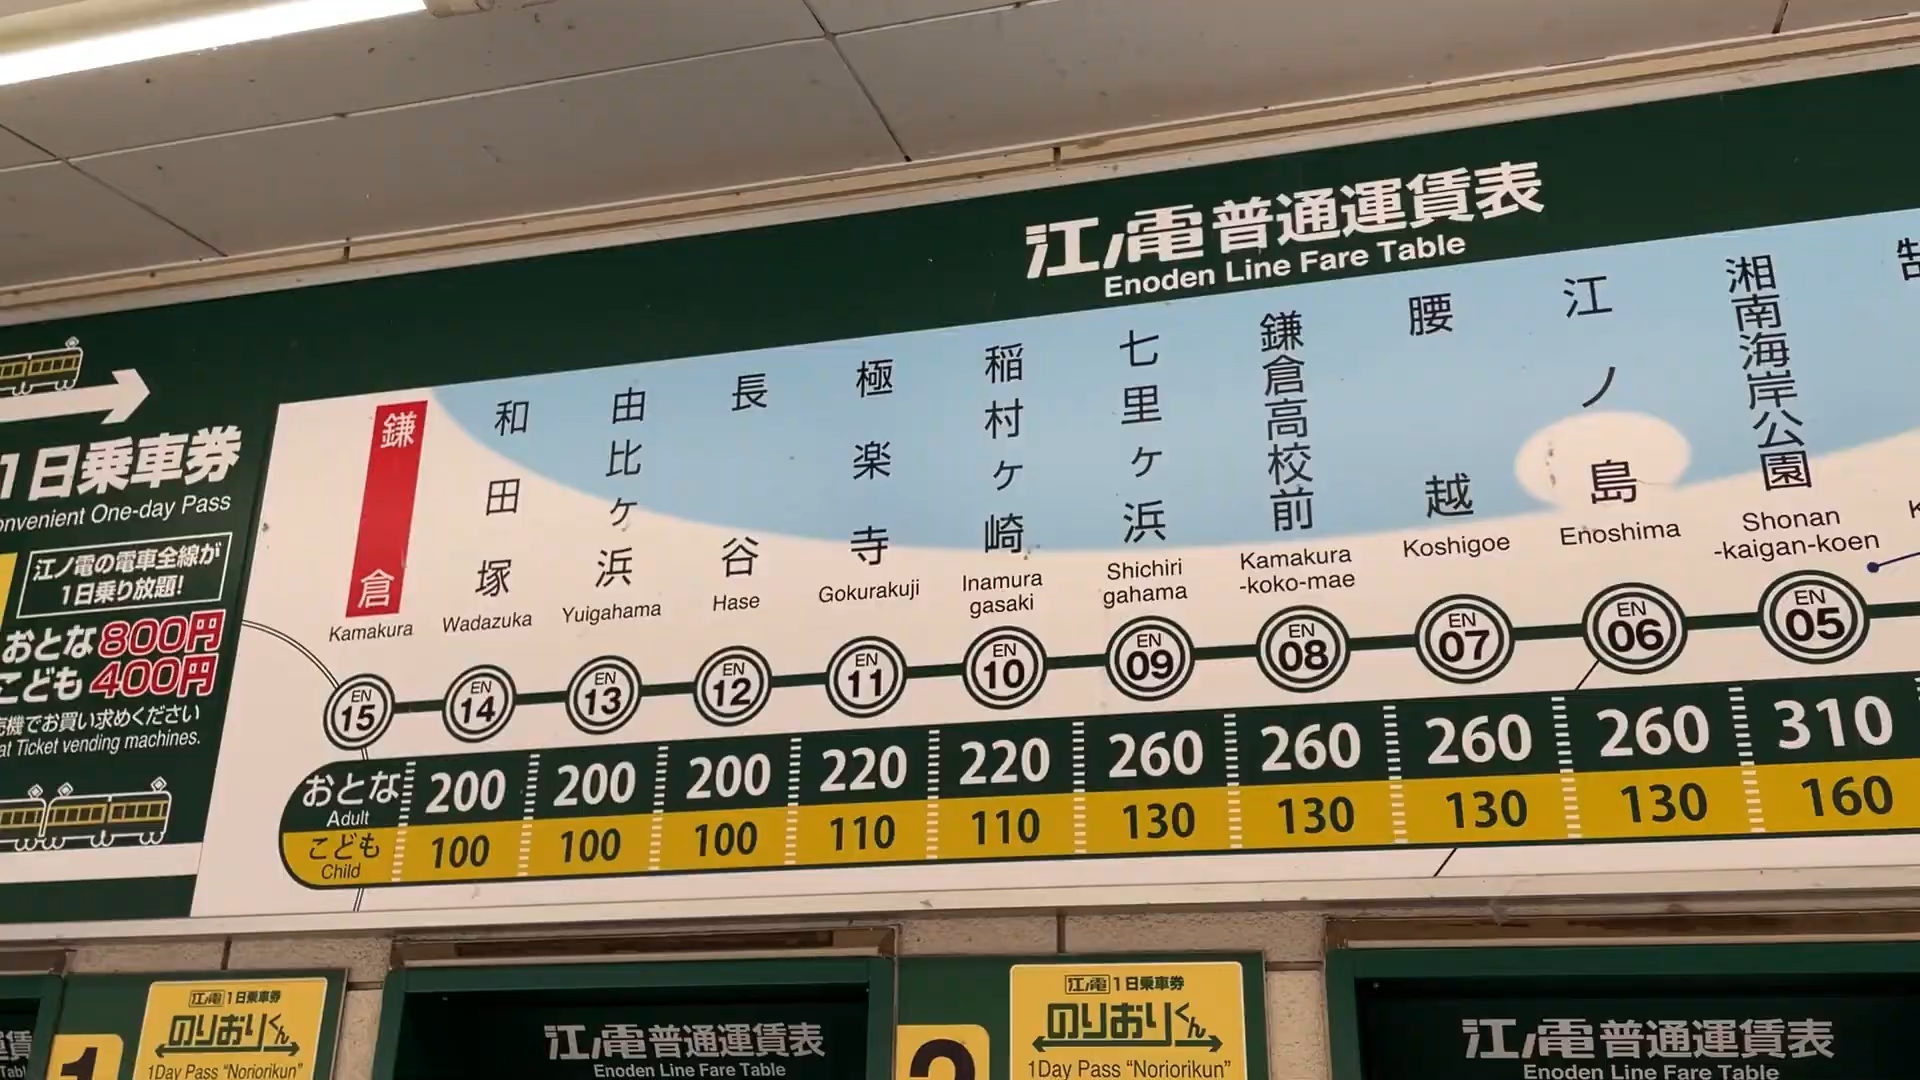 江ノ電普通運賃表
Enoden Line Fare Table
1日乗車券
One-day Pass
江ノ電の電車全線が
1日乗り放題!
おとな800円
こども400円
でお買い求めください
at Ticket vending machines.
鎌倉
Kamakura
EN 15
和田塚
Wadazuka
EN 14
由比ヶ浜
Yuigahama
EN 13
長谷
Hase
EN 12
極楽寺
Gokurakuji
EN 11
稲村ヶ崎
Inamura
gasaki
EN 10
七里ヶ浜
Shichiri
gahama
EN 09
鎌倉高校前
Kamakura
-koko-mae
EN 08
腰越
Koshigoe
EN 07
江ノ島
Enoshima
EN 06
湘南海岸公園
Shonan
-kaigan-koen
EN 05
おとな 200 200 200 220 220 260 260 260 260 310
Adult
こども 100 100 100 110 110 130 130 130 130 160
Child
1
江ノ電 1日乗車券
のりおりくん
1Day Pass “Noriorikun”
江ノ電普通運賃表
Enoden Line Fare Table
2
江ノ電 1日乗車券
のりおりくん
1Day Pass “Noriorikun”
江ノ電普通運賃表
Enoden Line Fare Table